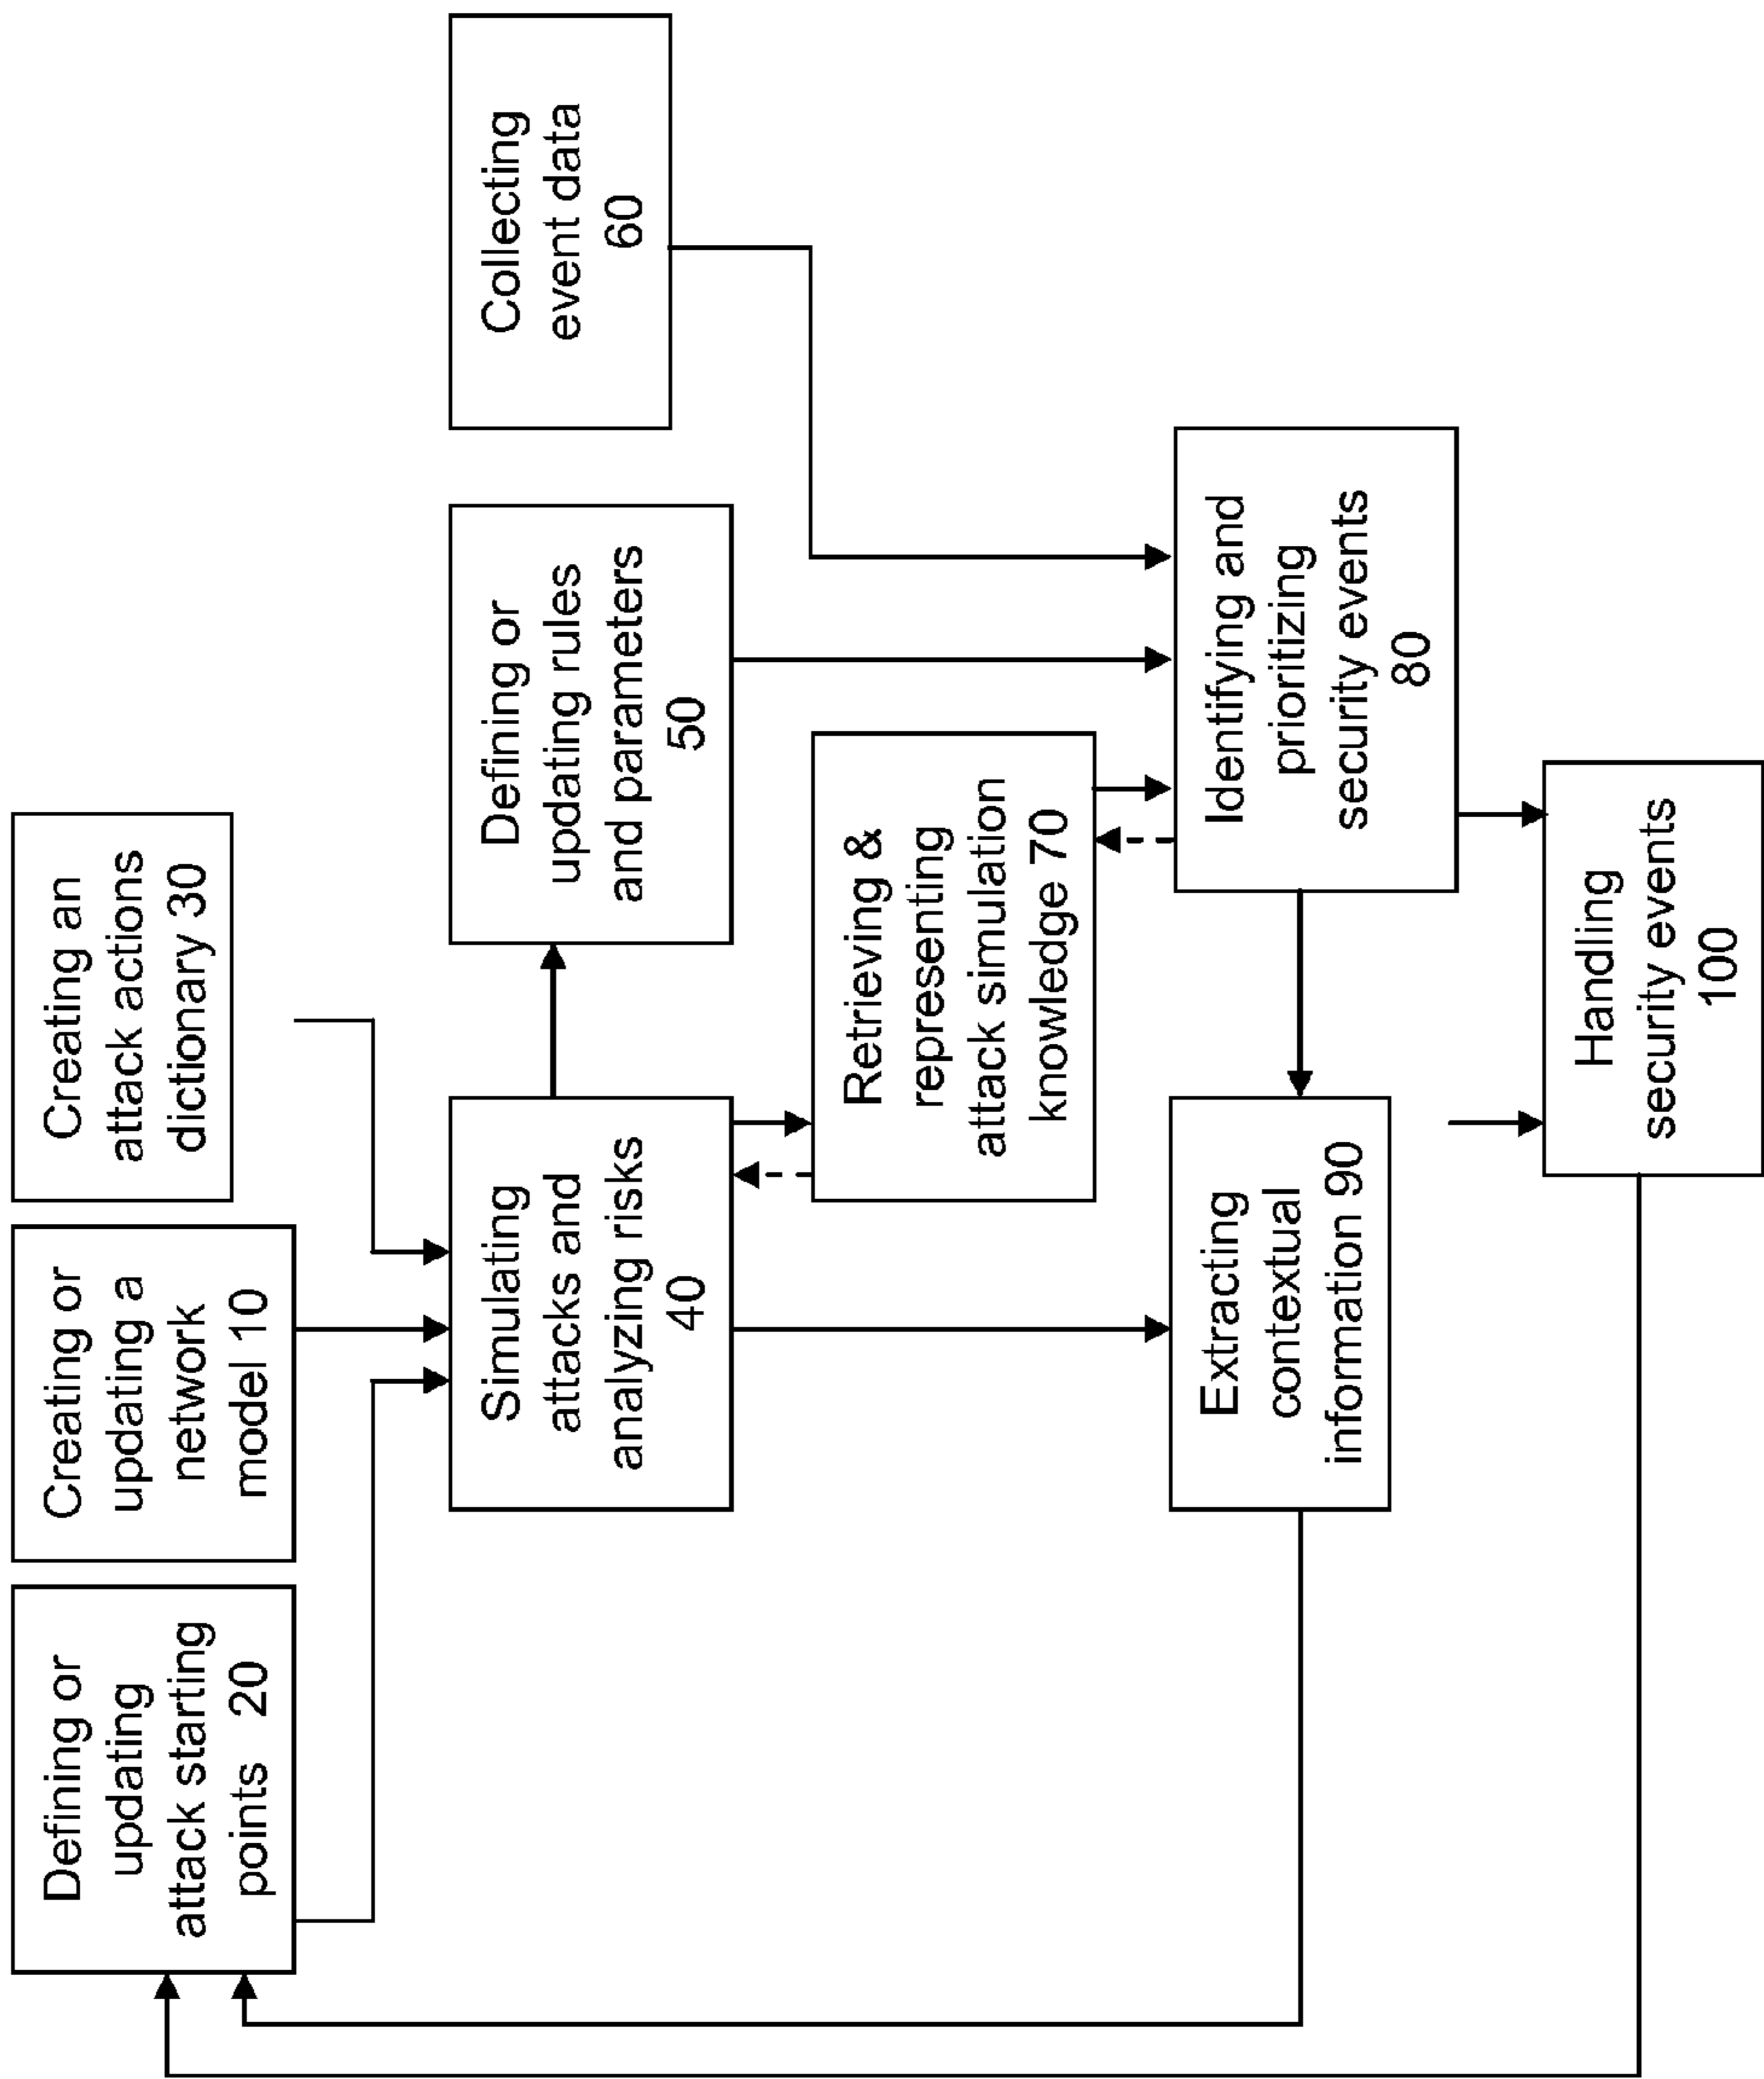 Defining or
updating
attack starting
points 20
Creating or
updating a
network
model 10
Creating an
attack actions
dictionary 30
Simulating
attacks and
analyzing risks
40
Defining or
updating rules
and parameters
50
Collecting
event data
60
Retrieving &
representing
attack simulation
knowledge 70
Extracting
contextual
information 90
Identifying and
prioritizing
security events
80
Handling
security events
100